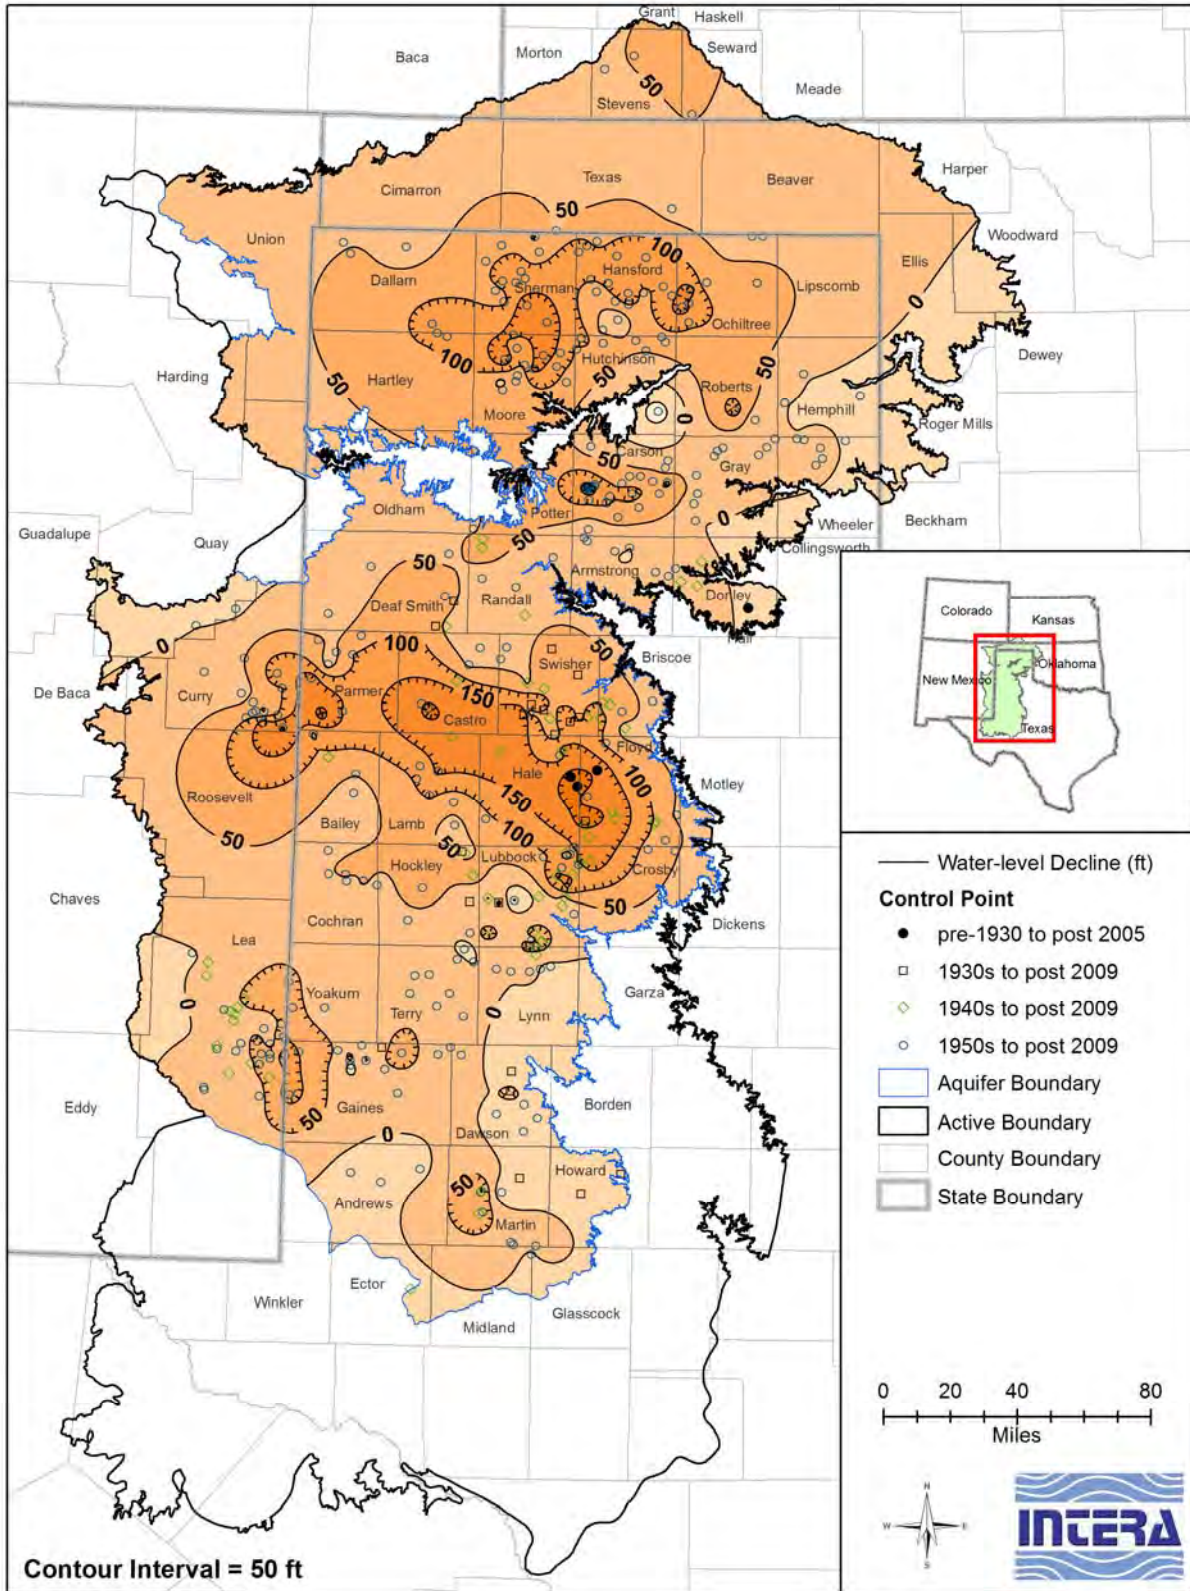 Grant
Haskell
Morton
Seward
Baca
Meade
Stevens
50
Harper
Texas
Beaver
Cimarron
Woodward
50
Union
Ellis
100
Hansford
Dallam
Sherman
Lipscomb
0
Ochiltree
Dewey
100
Hutchinson
50
Harding
50
Hartley
50
Roberts
Moore
0
Hemphill
Roger Mills
Carson
50
Gray
Oldham
Potter
0
Wheeler
Beckham
Guadalupe
Quay
50
Collingsworth
50
Armstrong
Donley
Deaf Smith
Randall
Hall
0
100
50
Briscoe
Swisher
De Baca
Curry
Parmer
150
Castro
Floyd
Hale
100
Motley
Roosevelt
150
50
Bailey
Lamb
100
50
Lubbock
Hockley
Crosby
Chaves
50
Cochran
Dickens
Lea
0
Yoakum
Garza
0
Terry
Lynn
Eddy
50
Gaines
Borden
0
Dawson
50
Howard
Andrews
Martin
Ector
Winkler
Glasscock
Midland
Contour Interval = 50 ft
Colorado
Kansas
New Mexico
Oklahoma
Texas
Water-level Decline (ft)
Control Point
pre-1930 to post 2005
1930s to post 2009
1940s to post 2009
1950s to post 2009
Aquifer Boundary
Active Boundary
County Boundary
State Boundary
0 20 40 80
Miles
N
W E
S
INTERA